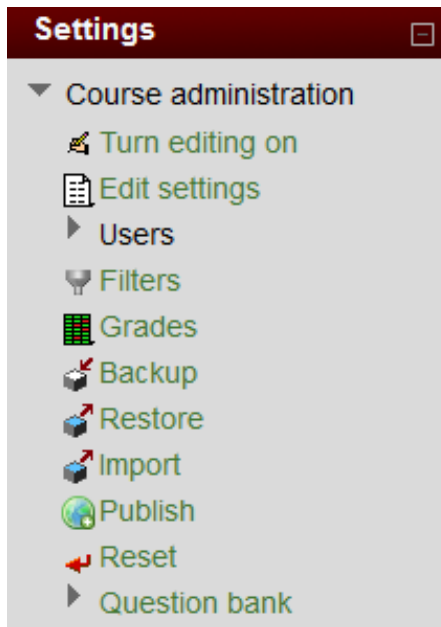 Settings
Course administration
Turn editing on
Edit settings
Users
Filters
Grades
Backup
Restore
Import
Publish
Reset
Question bank